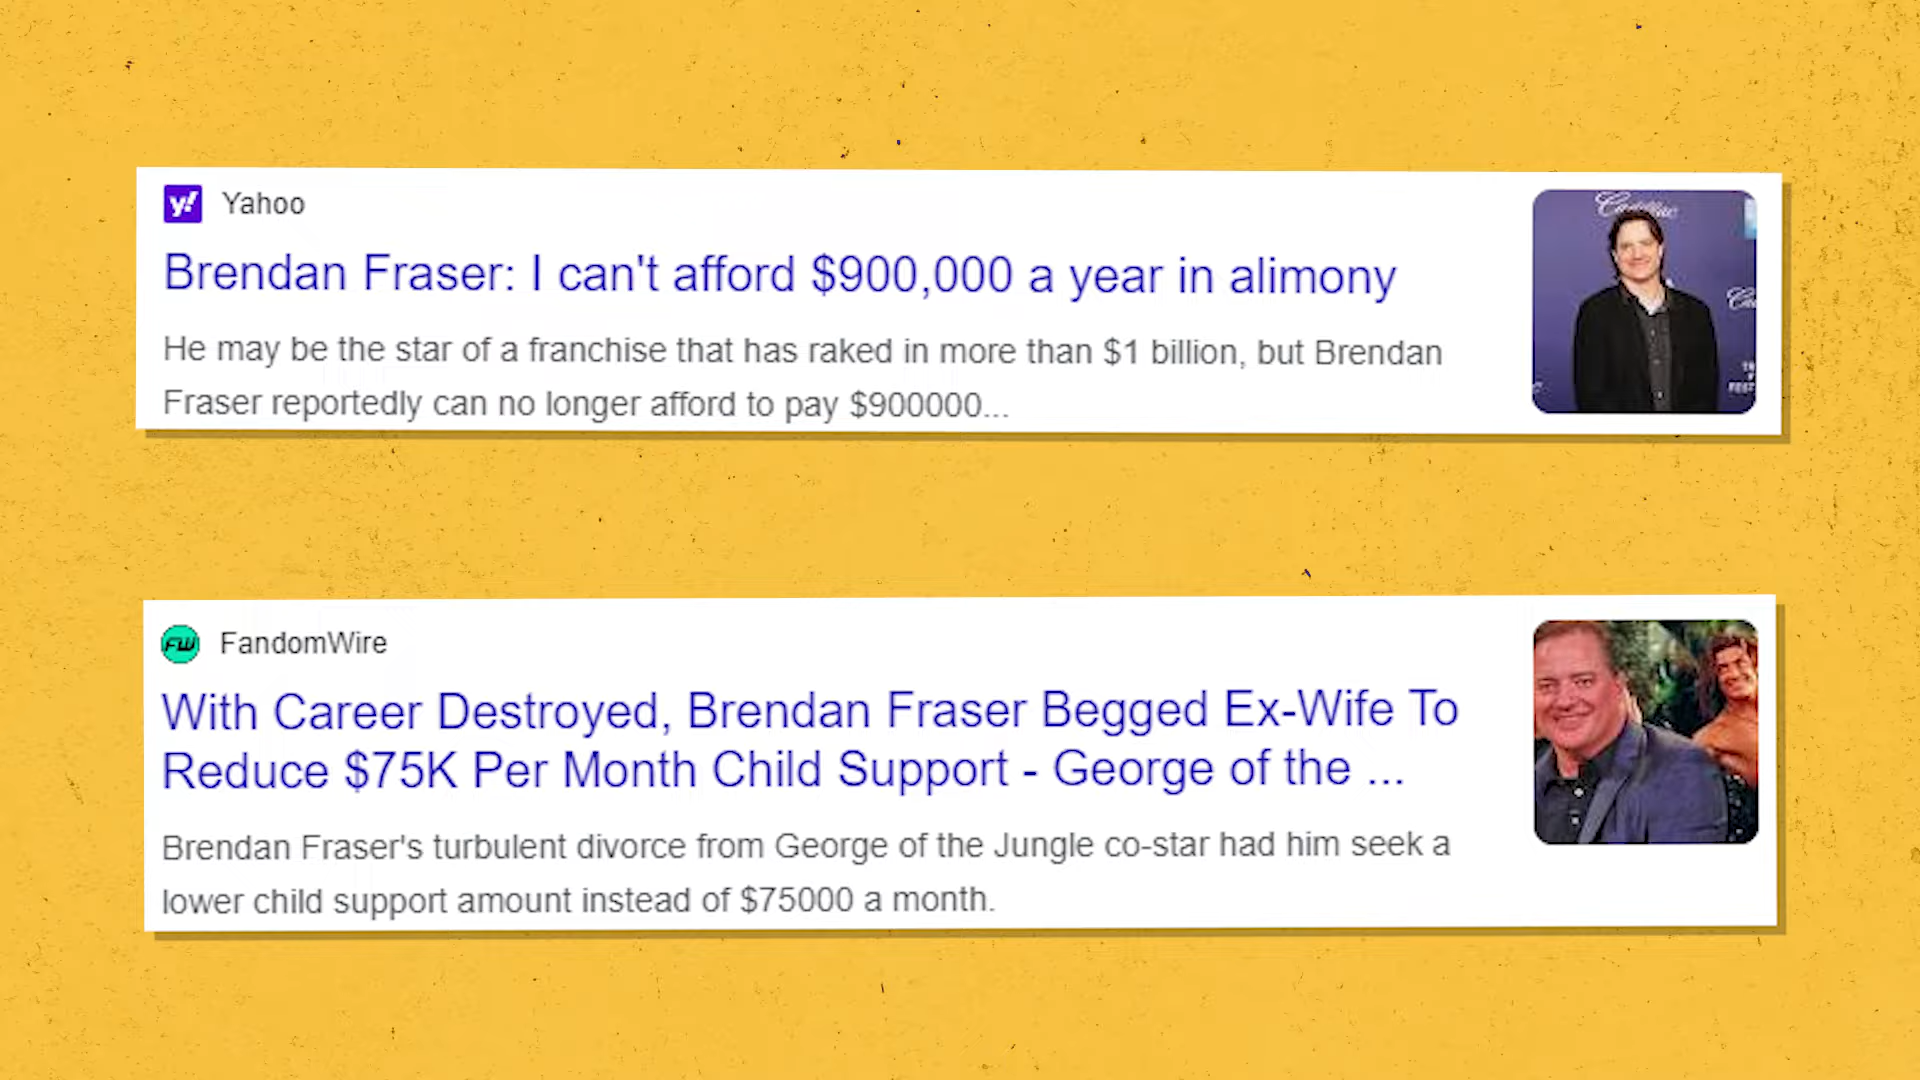 y!
Yahoo
Brendan Fraser: I can't afford $900,000 a year in alimony
He may be the star of a franchise that has raked in more than $1 billion, but Brendan
Fraser reportedly can no longer afford to pay $900000...
Cadillac
FW
FandomWire
With Career Destroyed, Brendan Fraser Begged Ex-Wife To
Reduce $75K Per Month Child Support - George of the ...
Brendan Fraser's turbulent divorce from George of the Jungle co-star had him seek a
lower child support amount instead of $75000 a month.